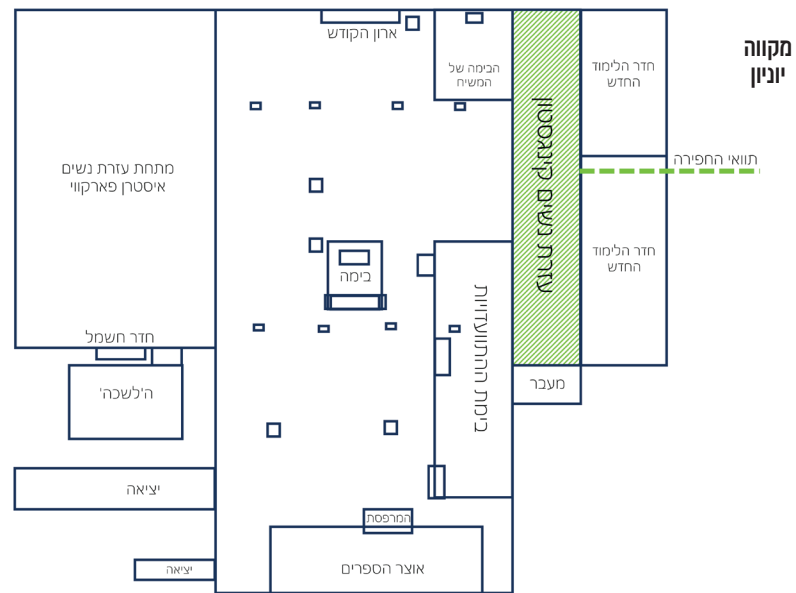 מקווה
יוניון
ארון הקודש
הבימה של
המשיח
חדר הלימוד
החדש
תוואי החפירה
עזרת נשים קינגסטון
מתחת עזרת נשים
איסטרן פארקווי
חדר הלימוד
החדש
בימה
בימת ההתוועדויות
חדר חשמל
ה'לשכה'
מעבר
יציאה
המרפסת
אוצר הספרים
יציאה